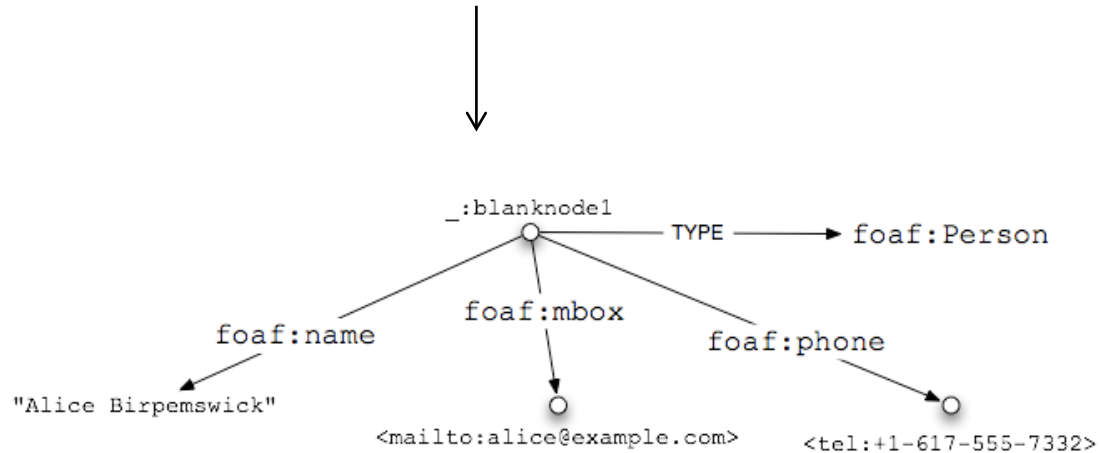 _:blanknode1
TYPE
foaf:Person
foaf:mbox
foaf:name
foaf:phone
"Alice Birpemswick"
<mailto:alice@example.com>
<tel:+1-617-555-7332>